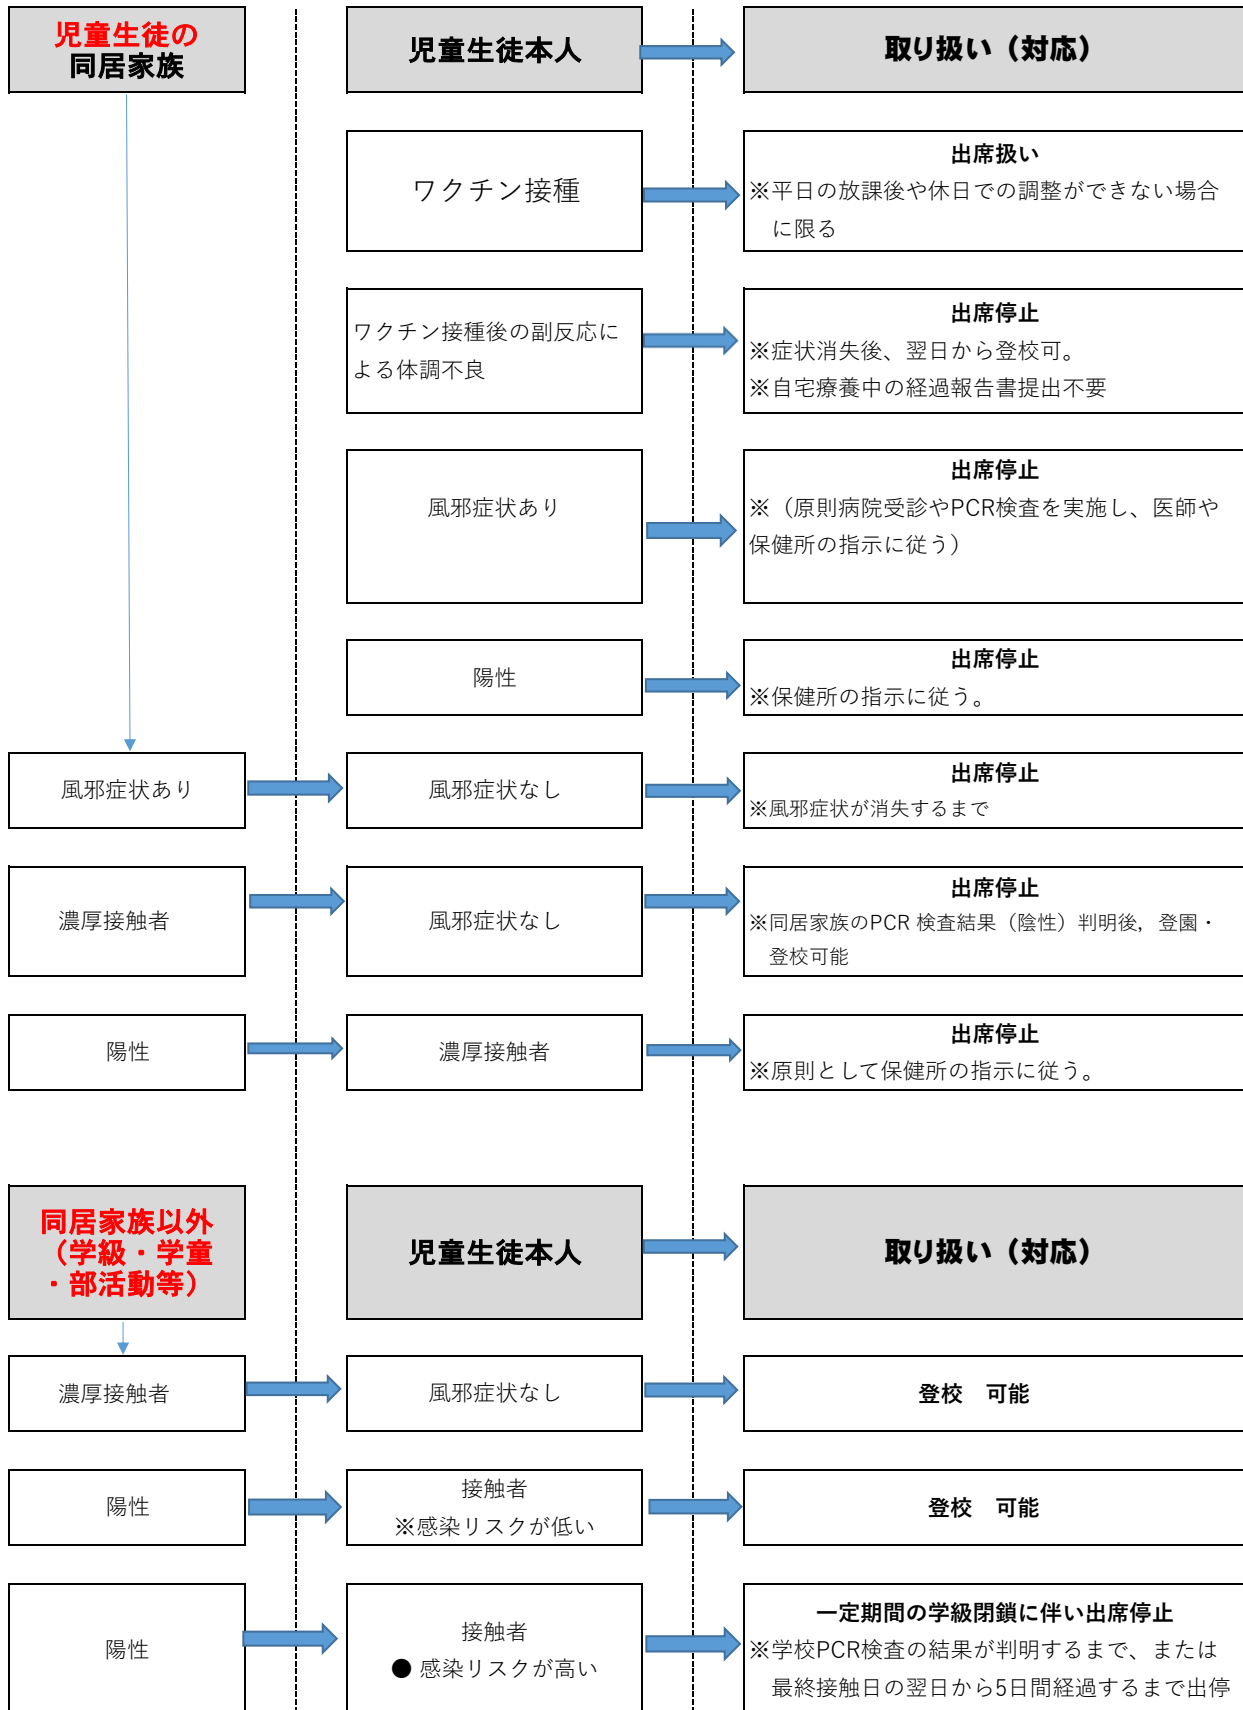 児童生徒の
同居家族
児童生徒本人
取り扱い（対応）
ワクチン接種
出席扱い
※平日の放課後や休日での調整ができない場合
に限る
ワクチン接種後の副反応に
よる体調不良
出席停止
※症状消失後、翌日から登校可。
※自宅療養中の経過報告書提出不要
風邪症状あり
出席停止
※（原則病院受診やPCR検査を実施し、医師や
保健所の指示に従う）
陽性
出席停止
※保健所の指示に従う。
風邪症状あり
風邪症状なし
出席停止
※風邪症状が消失するまで
濃厚接触者
風邪症状なし
出席停止
※同居家族のPCR 検査結果（陰性）判明後，登園・
登校可能
陽性
濃厚接触者
出席停止
※原則として保健所の指示に従う。
同居家族以外
（学級・学童
・部活動等）
児童生徒本人
取り扱い（対応）
濃厚接触者
風邪症状なし
登校　可能
陽性
接触者
※感染リスクが低い
登校　可能
陽性
接触者
● 感染リスクが高い
一定期間の学級閉鎖に伴い出席停止
※学校PCR検査の結果が判明するまで、または
最終接触日の翌日から5日間経過するまで出停